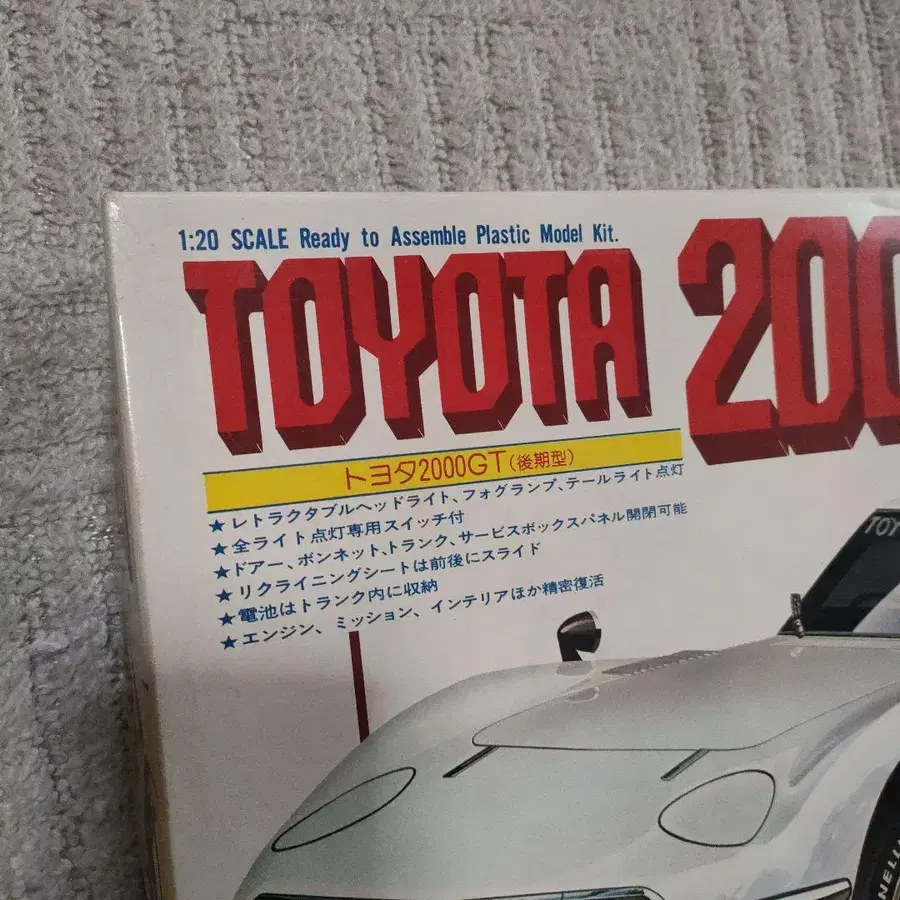 1:20 SCALE Ready to Assemble Plastic Model Kit.
TOYOTA 200
トヨタ2000GT(後期型)
★レトラクタブルヘッドライト、フォグランプ、テールライト点灯
★全ライト点灯専用スイッチ付
★ドアー、ボンネット、トランク、サービスボックスパネル開閉可能
★リクライニングシートは前後にスライド
★電池はトランク内に収納
★エンジン、ミッション、インテリアほか精密復活
TOY
NELLI